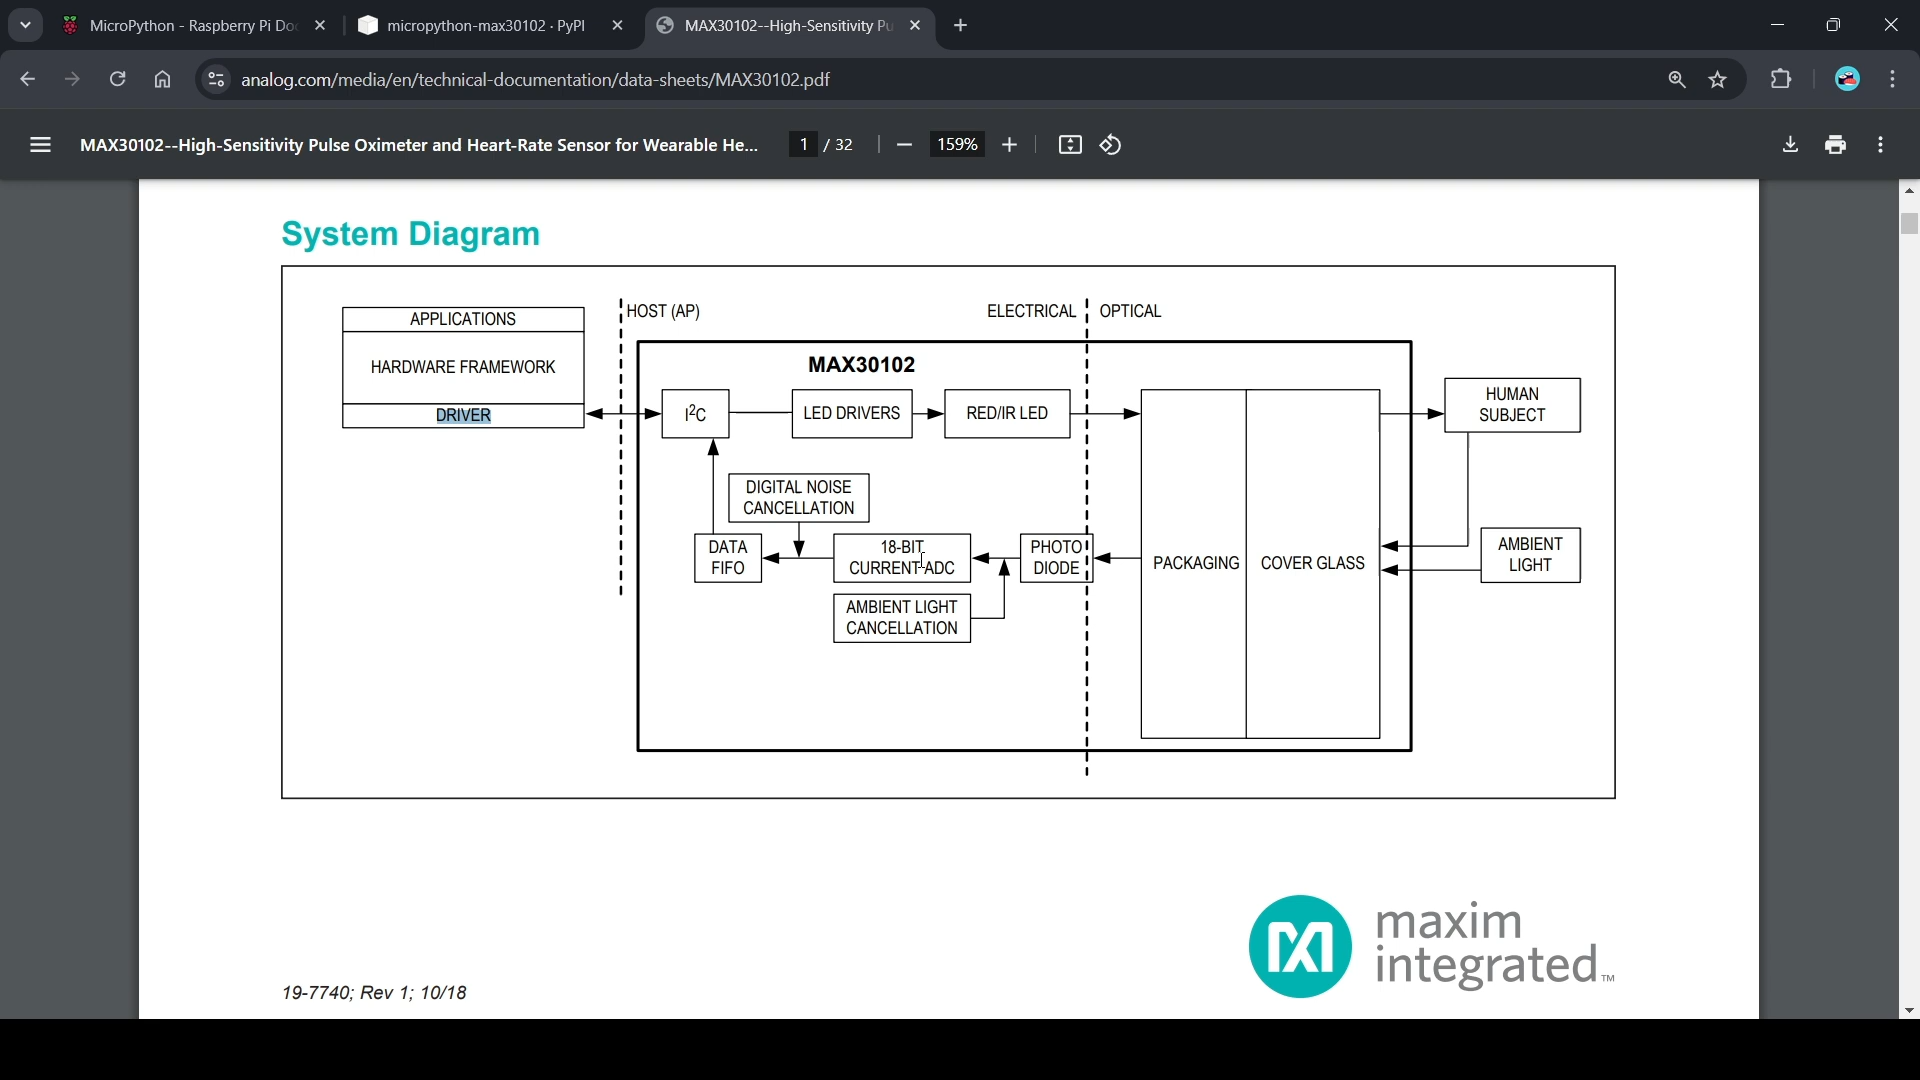 MicroPython - Raspberry Pi Do
micropython-max30102 · PyPI
MAX30102--High-Sensitivity Pu
analog.com/media/en/technical-documentation/data-sheets/MAX30102.pdf
MAX30102--High-Sensitivity Pulse Oximeter and Heart-Rate Sensor for Wearable He...
1 / 32
159%
System Diagram
APPLICATIONS
HARDWARE FRAMEWORK
DRIVER
HOST (AP)
ELECTRICAL
OPTICAL
MAX30102
I²C
LED DRIVERS
RED/IR LED
HUMAN
SUBJECT
DIGITAL NOISE
CANCELLATION
DATA
FIFO
18-BIT
CURRENT ADC
PHOTO
DIODE
PACKAGING
COVER GLASS
AMBIENT
LIGHT
AMBIENT LIGHT
CANCELLATION
maxim
integrated™
19-7740; Rev 1; 10/18